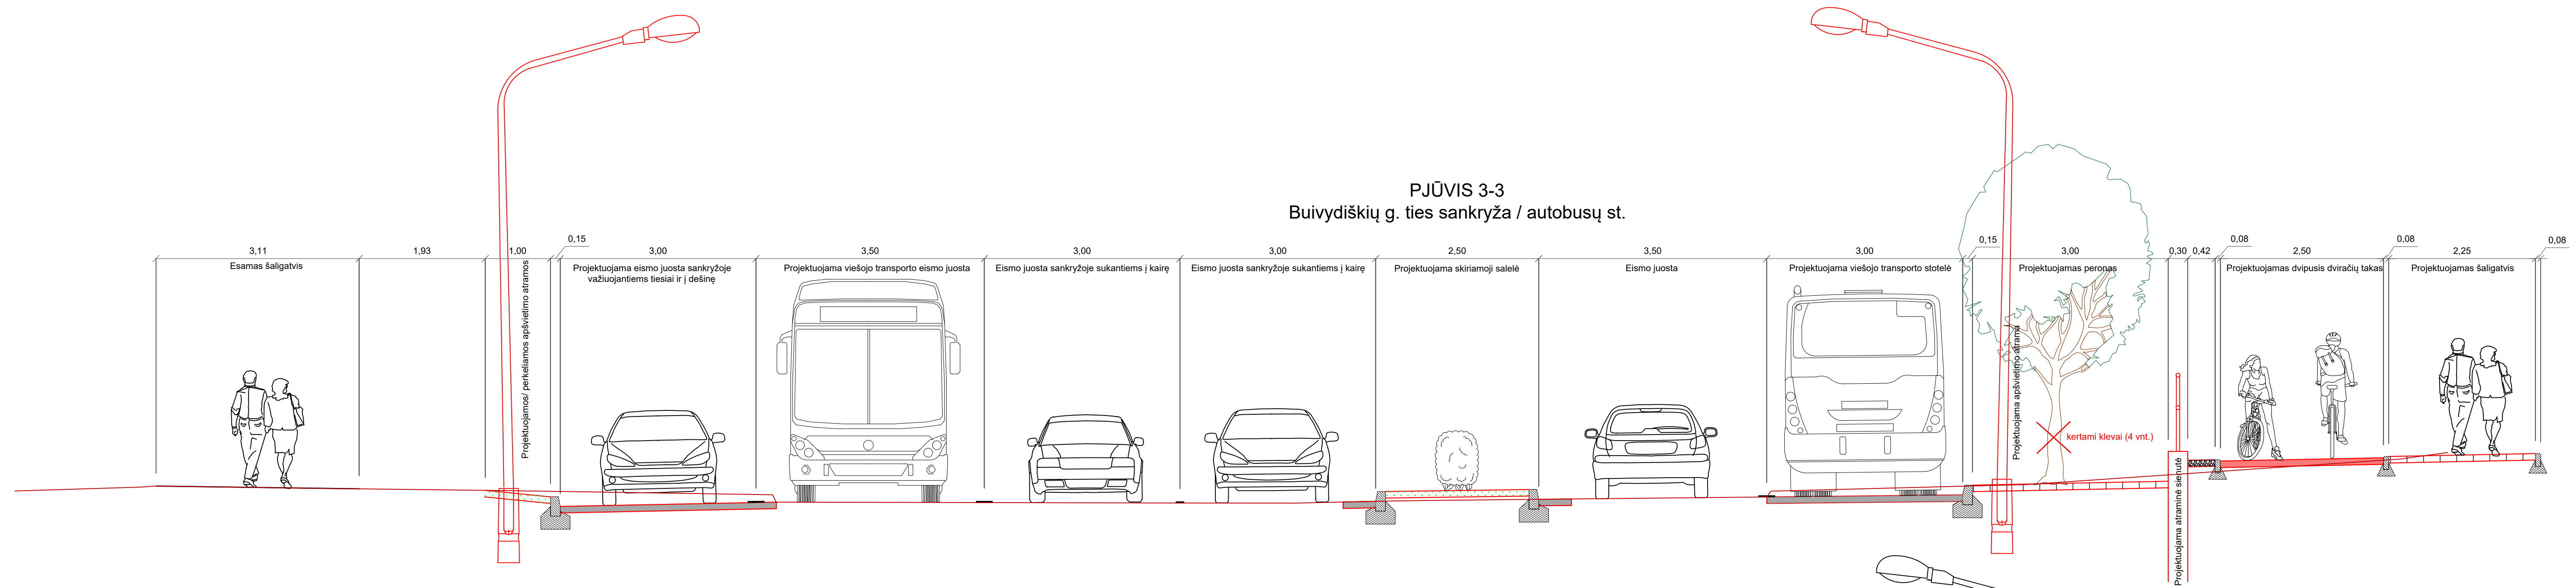 PJŪVIS 3-3
Buivydiškių g. ties sankryža / autobusų st.
3,11
1,93
1,00
0,15
3,00
3,50
3,00
3,00
2,50
3,50
3,00
0,15
3,00
0,30
0,42
0,08
2,50
0,08
2,25
0,08
Esamas šaligatvis
Projektuojamos/ perkeliamos apšvietimo atramos
Projektuojama eismo juosta sankryžoje
važiuojantiems tiesiai ir į dešinę
Projektuojama viešojo transporto eismo juosta
Eismo juosta sankryžoje sukantiems į kairę
Eismo juosta sankryžoje sukantiems į kairę
Projektuojama skiriamoji salelė
Eismo juosta
Projektuojama viešojo transporto stotelė
Projektuojamas peronas
Projektuojama apšvietimo atrama
kertami klevai (4 vnt.)
Projektuojama atraminė sienutė
Projektuojamas dvipusis dviračių takas
Projektuojamas šaligatvis